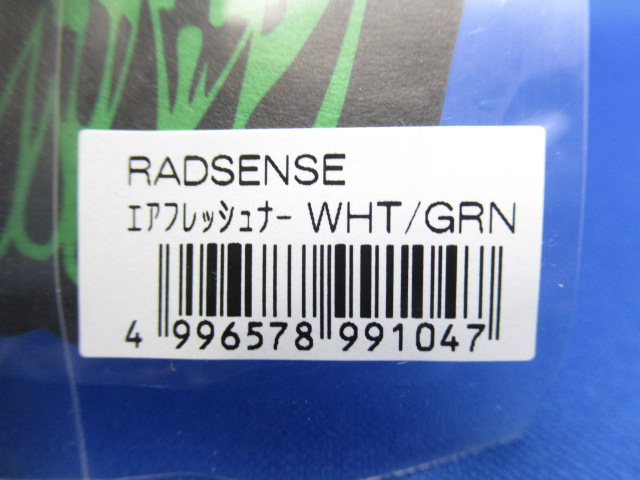 RADSENSE
ｴｱﾌﾚｯｼｭﾅｰ WHT/GRN
4 996578 991047